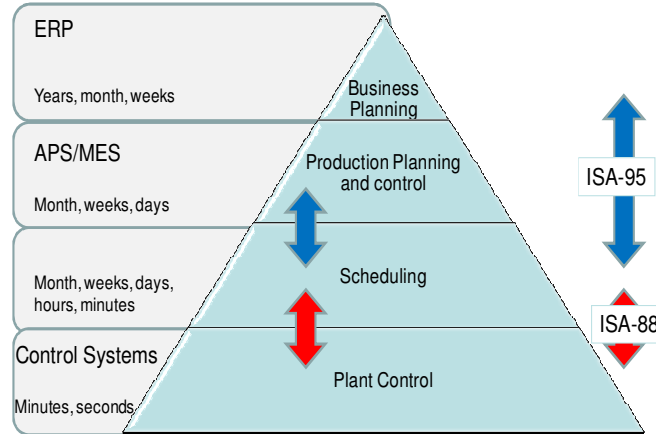 ERP
Years, month, weeks
Business
Planning
APS/MES
Month, weeks, days
Production Planning
and control
ISA-95
Month, weeks, days,
hours, minutes
Scheduling
ISA-88
Control Systems
Minutes, seconds
Plant Control